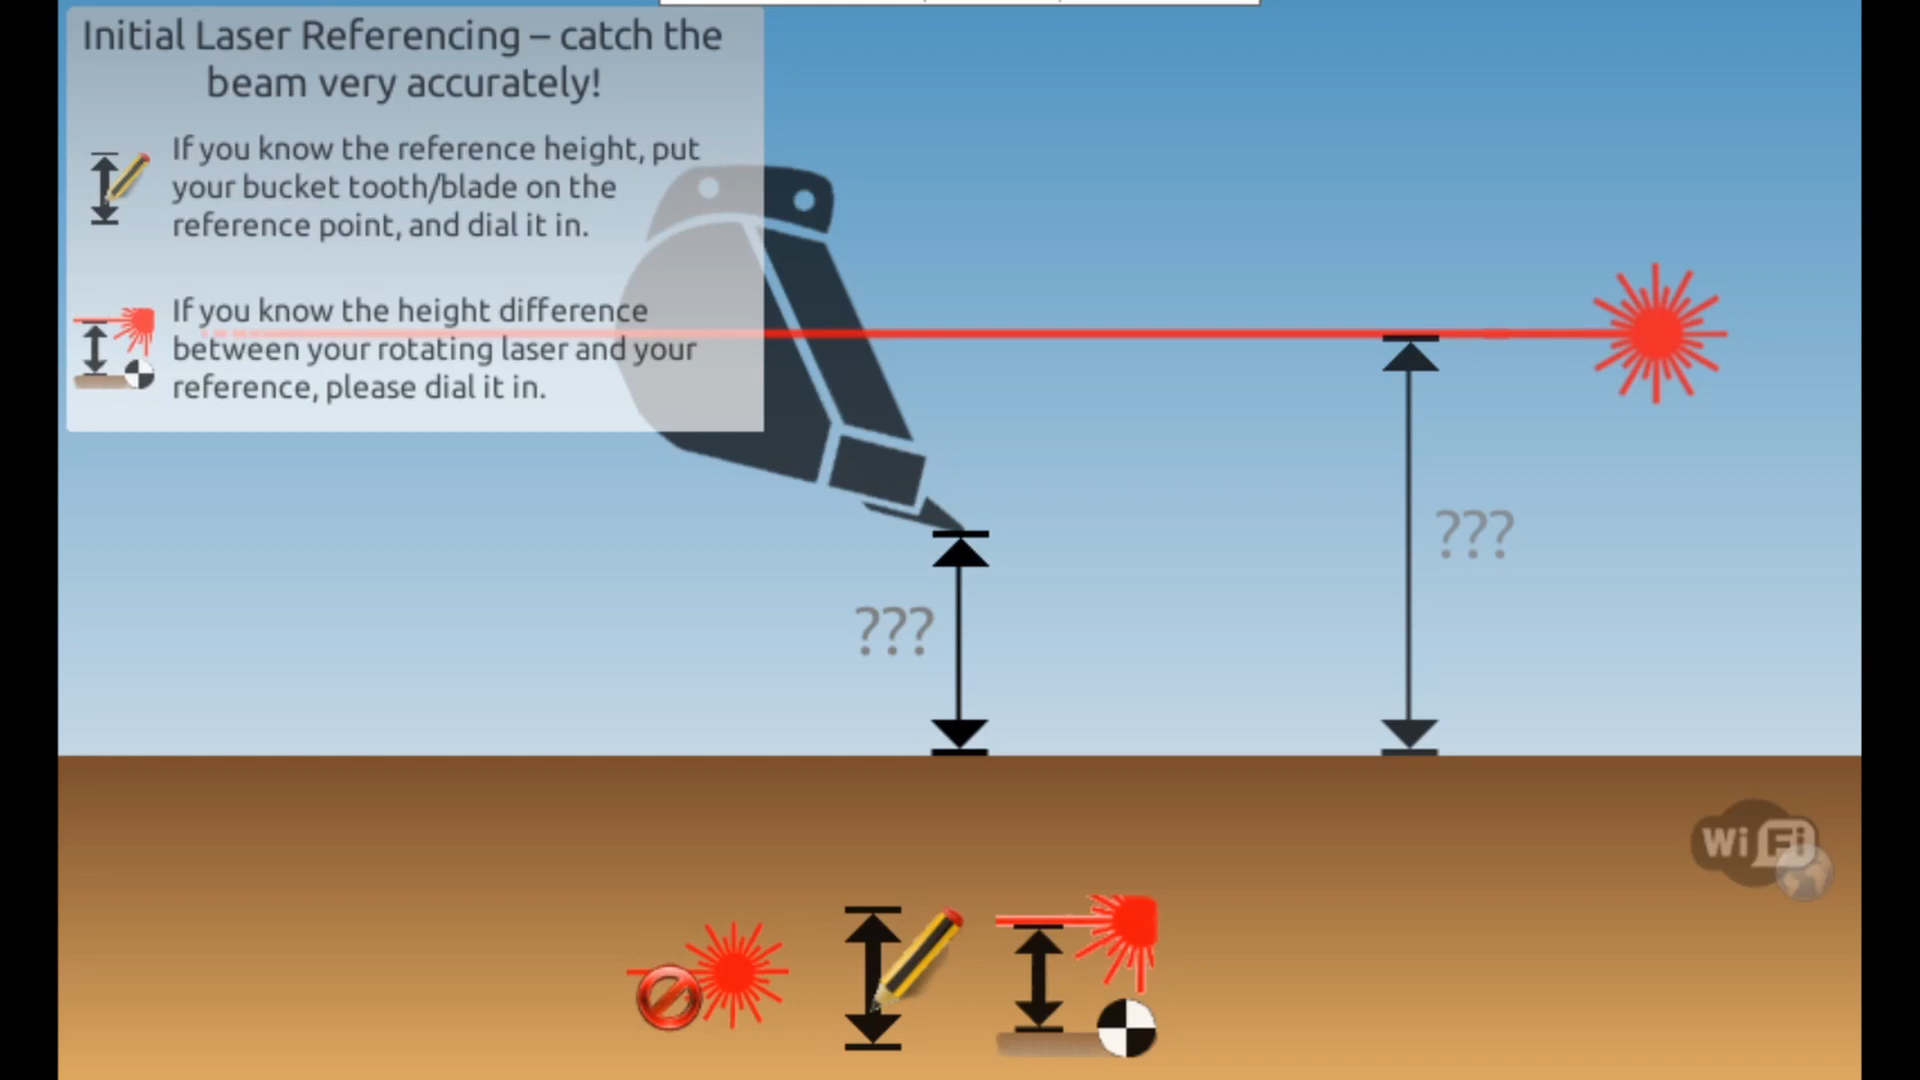 Initial Laser Referencing – catch the
beam very accurately!
If you know the reference height, put
your bucket tooth/blade on the
reference point, and dial it in.
If you know the height difference
between your rotating laser and your
reference, please dial it in.
???
???
WiFi